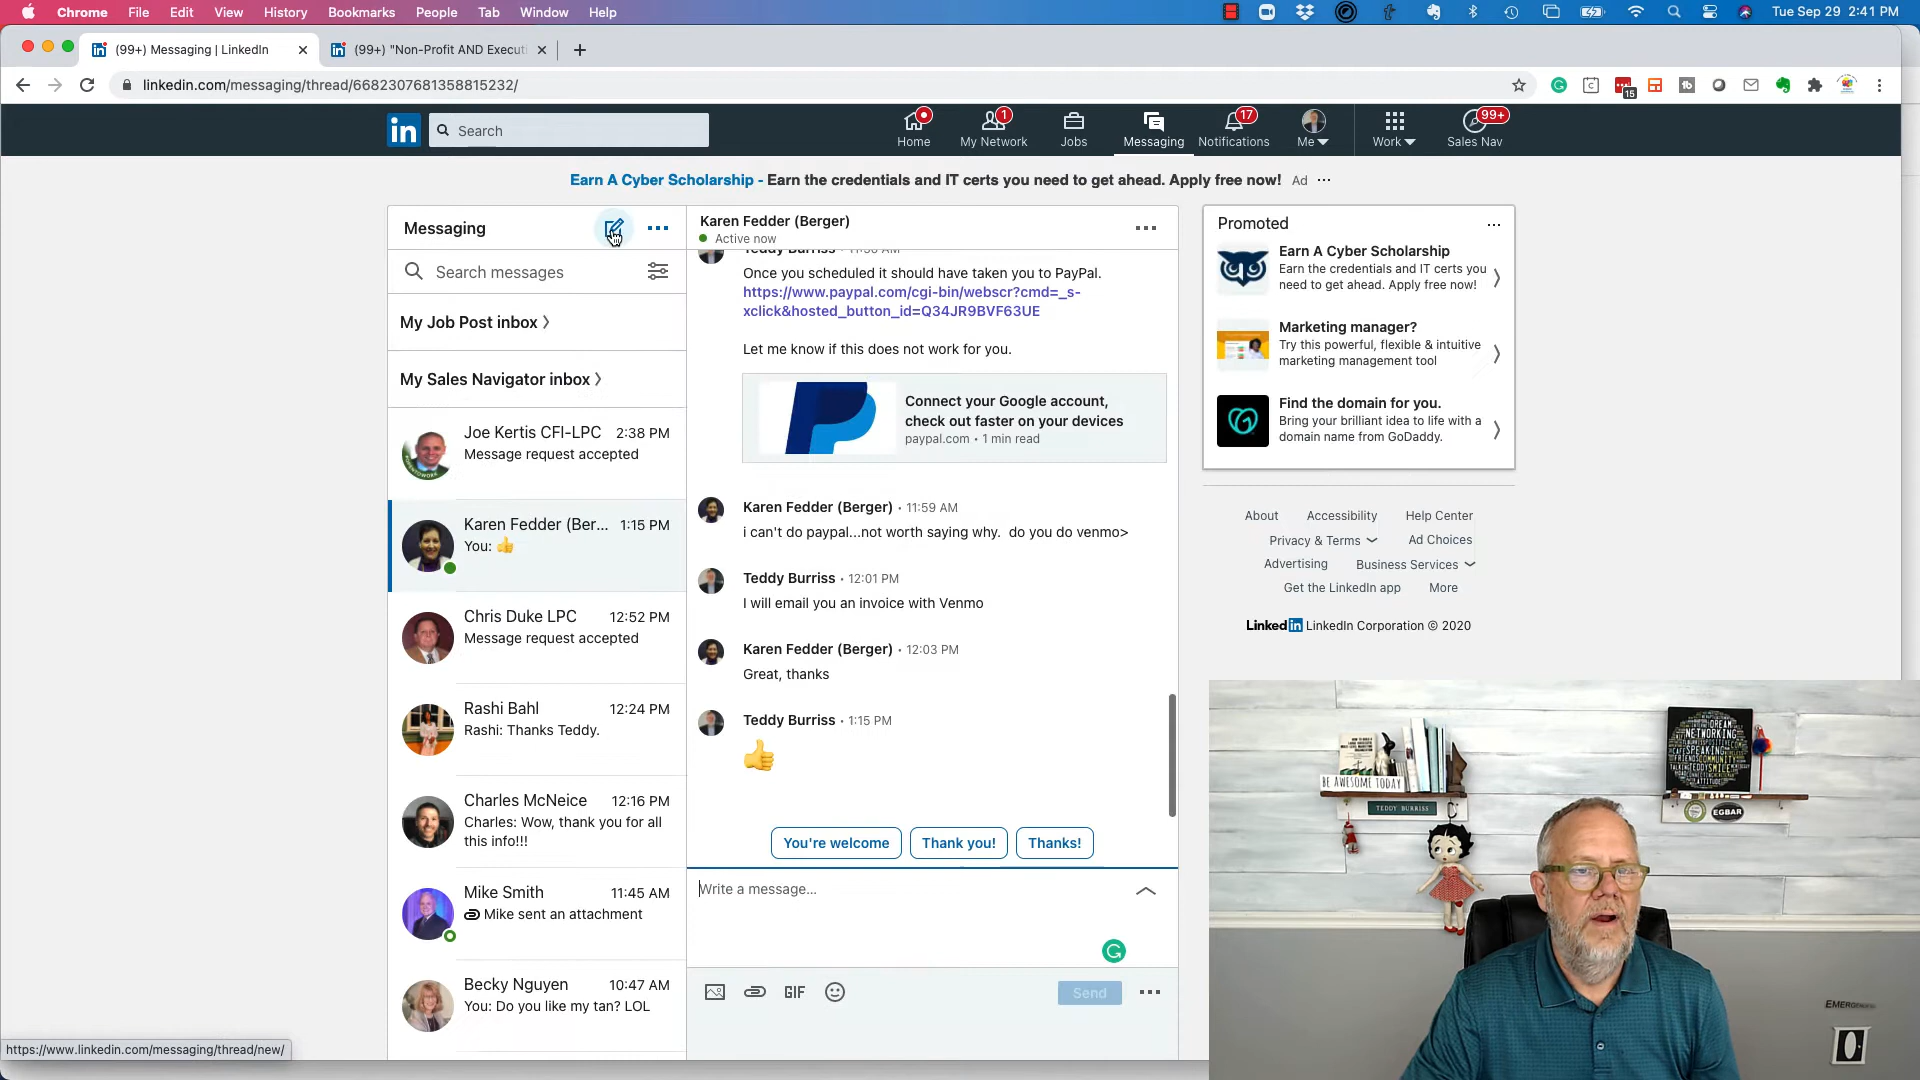 Chrome File Edit View History Bookmarks People Tab Window Help
Tue Sep 29 2:41 PM
(99+) Messaging | LinkedIn
(99+) "Non-Profit AND Executi
linkedin.com/messaging/thread/6682307681358815232/
15
in
Search
Home
1
My Network
Jobs
Messaging
17
Notifications
Me
Work
99+
Sales Nav
Earn A Cyber Scholarship - Earn the credentials and IT certs you need to get ahead. Apply free now! Ad
Messaging
Search messages
My Job Post inbox
My Sales Navigator inbox
Joe Kertis CFI-LPC 2:38 PM
Message request accepted
Karen Fedder (Ber... 1:15 PM
You: 👍
Chris Duke LPC 12:52 PM
Message request accepted
Rashi Bahl 12:24 PM
Rashi: Thanks Teddy.
Charles McNeice 12:16 PM
Charles: Wow, thank you for all
this info!!!
Mike Smith 11:45 AM
Mike sent an attachment
Becky Nguyen 10:47 AM
You: Do you like my tan? LOL
https://www.linkedin.com/messaging/thread/new/
Karen Fedder (Berger)
Active now
Teddy Burriss
Once you scheduled it should have taken you to PayPal.
https://www.paypal.com/cgi-bin/webscr?cmd=_s-
xclick&hosted_button_id=Q34JR9BVF63UE
Let me know if this does not work for you.
Connect your Google account,
check out faster on your devices
paypal.com • 1 min read
Karen Fedder (Berger) • 11:59 AM
i can't do paypal...not worth saying why. do you do venmo>
Teddy Burriss • 12:01 PM
I will email you an invoice with Venmo
Karen Fedder (Berger) • 12:03 PM
Great, thanks
Teddy Burriss • 1:15 PM
👍
You're welcome
Thank you!
Thanks!
Write a message...
GIF
Send
Promoted
Earn A Cyber Scholarship
Earn the credentials and IT certs you
need to get ahead. Apply free now!
Marketing manager?
Try this powerful, flexible & intuitive
marketing management tool
Find the domain for you.
Bring your brilliant idea to life with a
domain name from GoDaddy.
About Accessibility Help Center
Privacy & Terms Ad Choices
Advertising Business Services
Get the LinkedIn app More
LinkedIn LinkedIn Corporation © 2020
BE AWESOME TODAY
TEDDY BURRISS
DREAM
NETWORKING
SPEAKING
FRIENDS COMMUNITY
SMILE
ATTITUDE
EGBAR